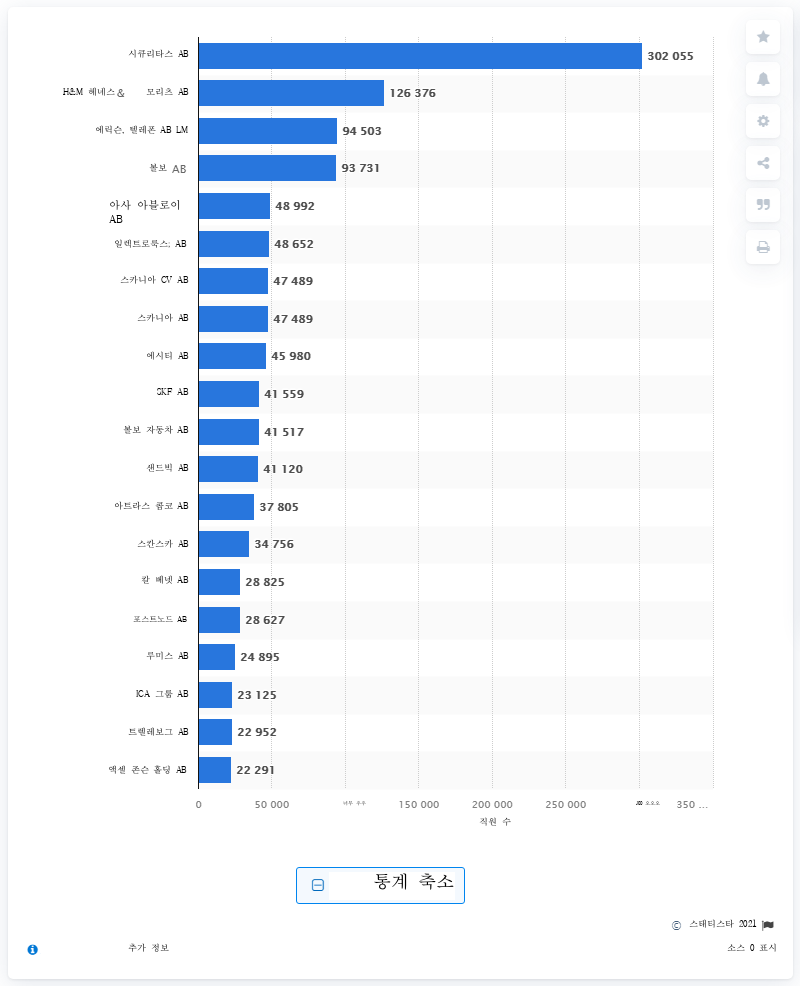 시큐리타스 AB 302 055
H&M 헤네스& 모리츠 AB 126 376
에릭슨, 텔레폰 AB LM 94 503
볼보 AB 93 731
아사 아블로이
AB 48 992
일렉트로룩스; AB 48 652
스카니아 CV AB 47 489
스카니아 AB 47 489
에시티 AB 45 980
SKF AB 41 559
볼보 자동차 AB 41 517
샌드빅 AB 41 120
아트라스 콥코 AB 37 805
스칸스카 AB 34 756
칼 베넷 AB 28 825
포스트노드 AB 28 627
루미스 AB 24 895
ICA 그룹 AB 23 125
트렐레보그 AB 22 952
액셀 존슨 홀딩 AB 22 291
0 50 000 150 000 200 000 250 000 350 ...
직원 수
통계 축소
© 스태티스타 2021
추가 정보 소스 0 표시